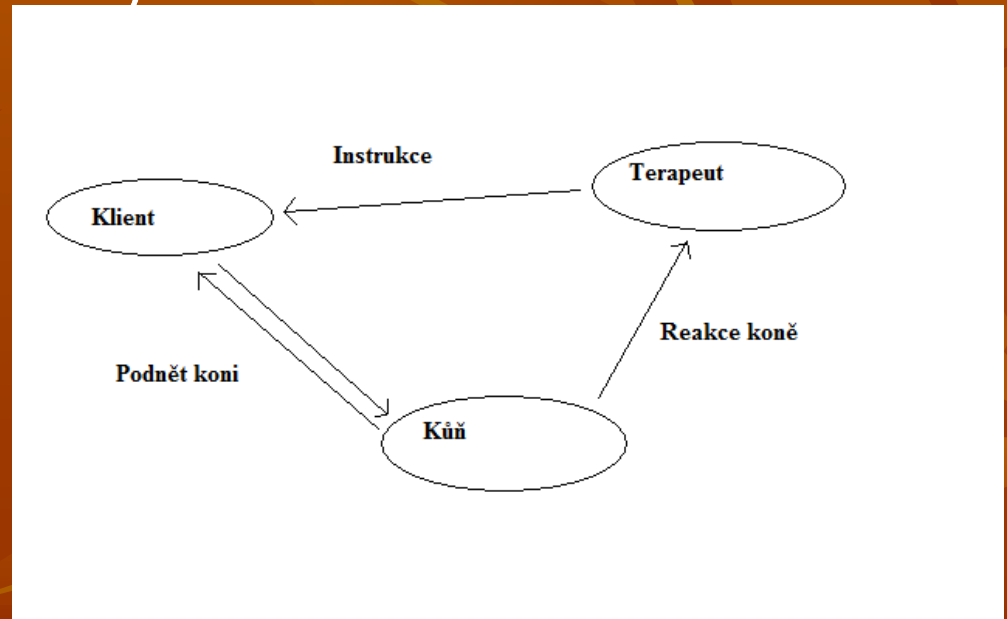 Instrukce
Terapeut
Klient
Reakce koně
Podnět koni
Kůň